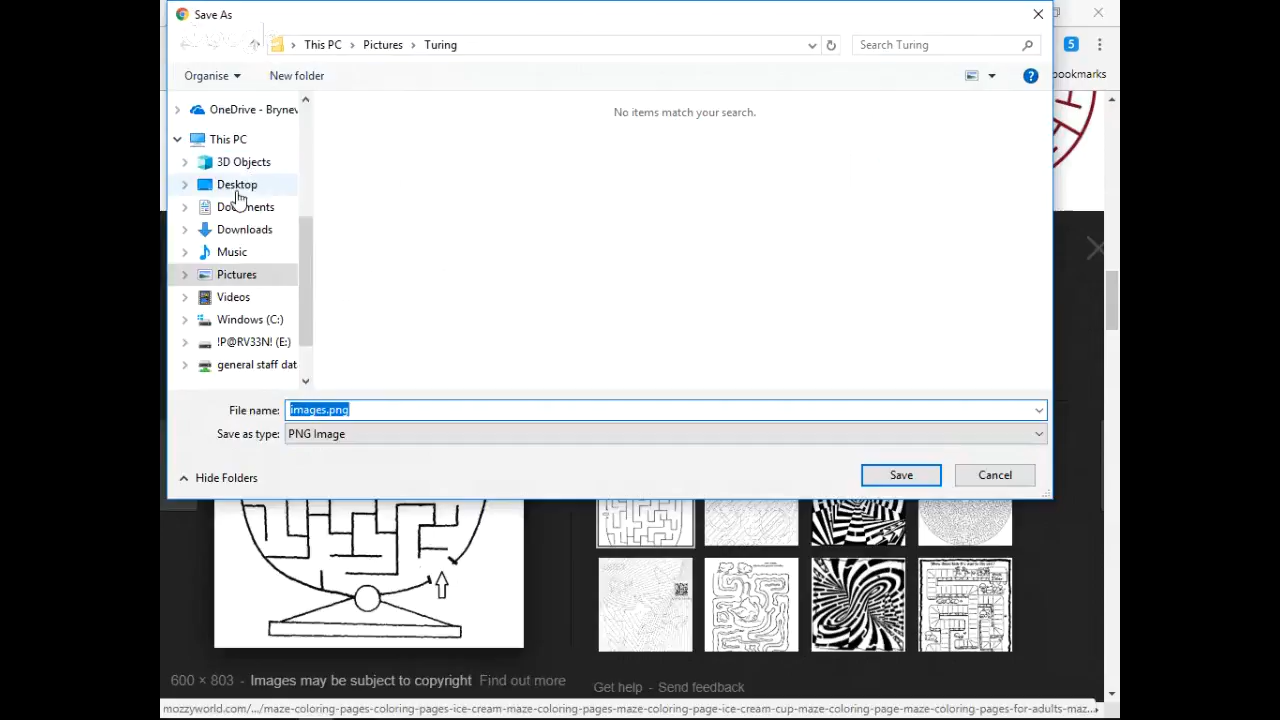 Save As
This PC > Pictures > Turing
Search Turing
5
Organise
New folder
?
bookmarks
OneDrive - Brynev
No items match your search.
This PC
3D Objects
Desktop
Documents
Downloads
Music
Pictures
Videos
Windows (C:)
!P@RV33N! (E:)
general staff dat
File name: images.png
Save as type: PNG Image
Hide Folders
Save
Cancel
600 × 803 - Images may be subject to copyright Find out more
Get help - Send feedback
mozzyworld.com/.../maze-coloring-pages-coloring-pages-ice-cream-maze-coloring-pages-maze-coloring-page-ice-cream-cup-maze-coloring-page-maze-coloring-pages-for-adults-maz...